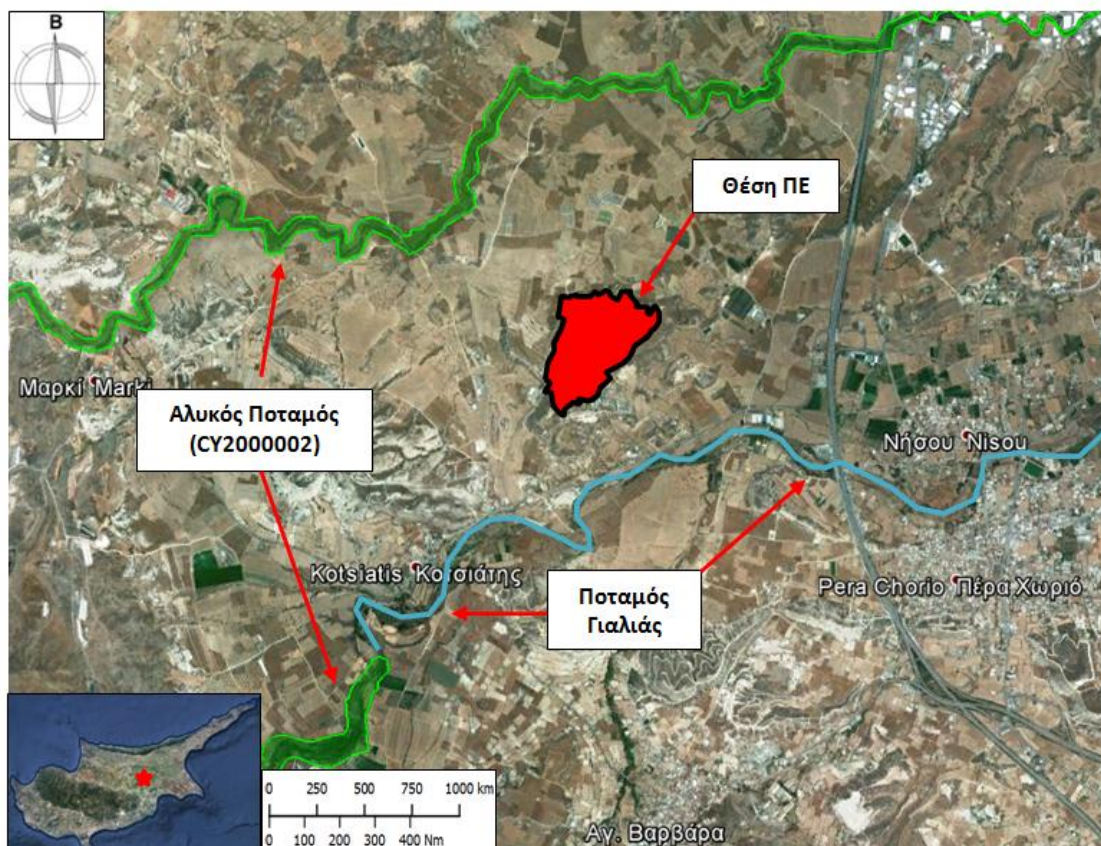 B
Θέση ΠΕ
Μαρκί Marki
Αλυκός Ποταμός
(CY2000002)
Νήσου Nisou
Kotsiatis Κοτσιάτης
Pera Chorio Πέρα Χωριό
Ποταμός
Γιαλιάς
0 250 500 750 1000 km
0 100 200 300 400 Nm
Αγ. Βαρβάρα